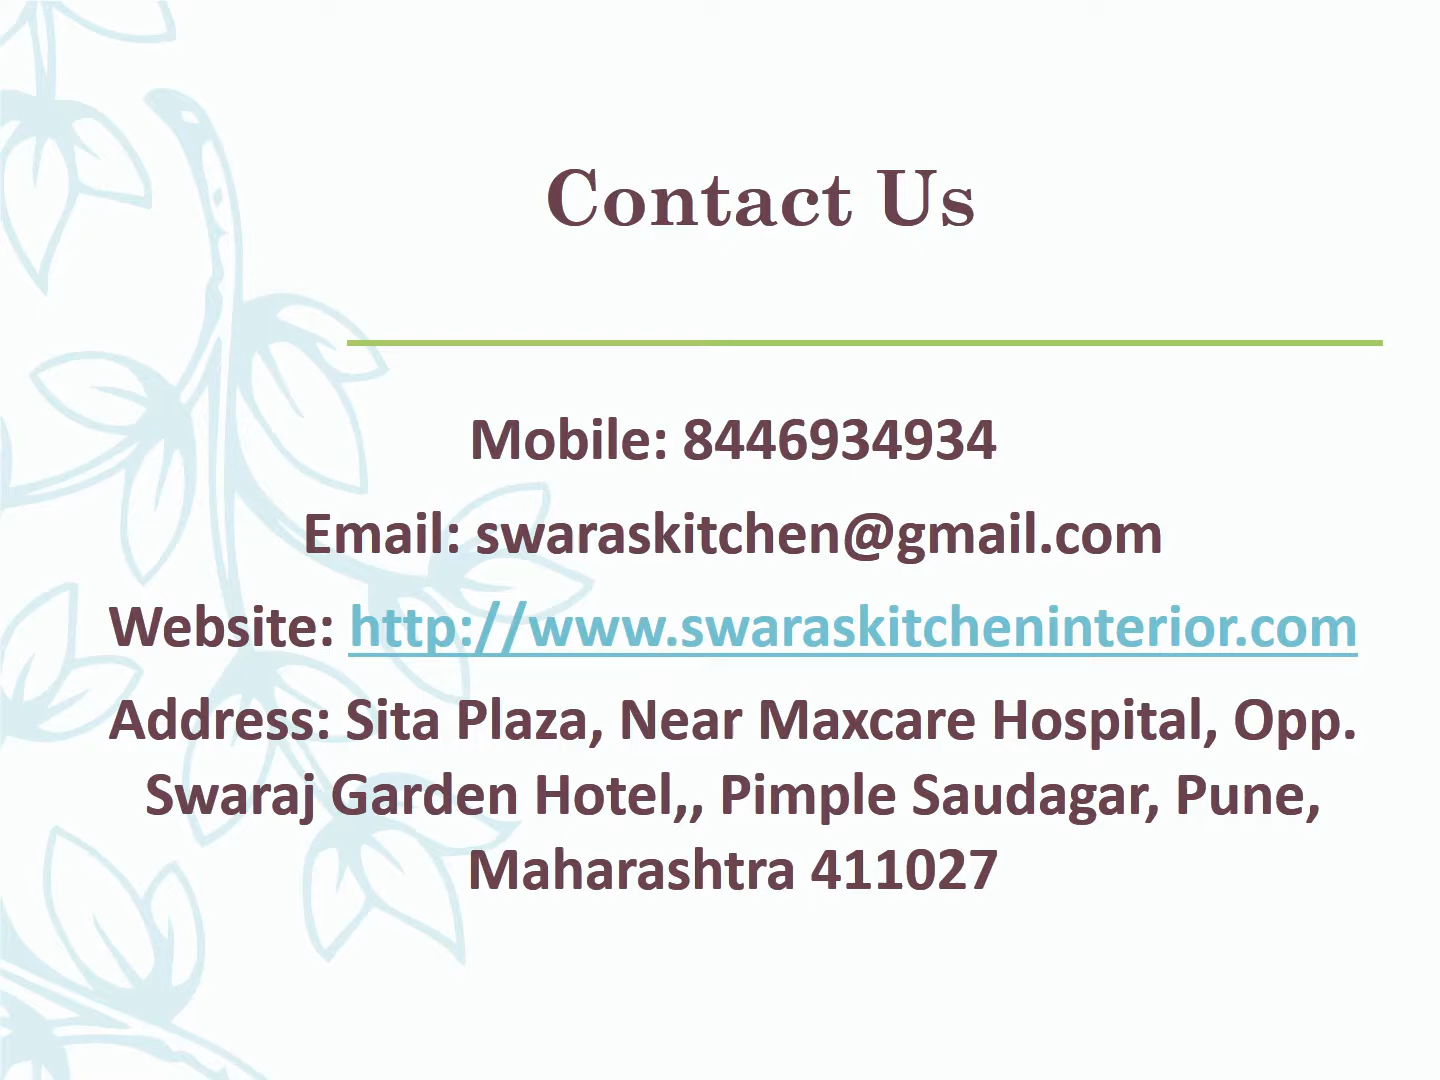 Contact Us
Mobile: 8446934934
Email: swaraskitchen@gmail.com
Website: http://www.swaraskitcheninterior.com
Address: Sita Plaza, Near Maxcare Hospital, Opp.
Swaraj Garden Hotel,, Pimple Saudagar, Pune,
Maharashtra 411027